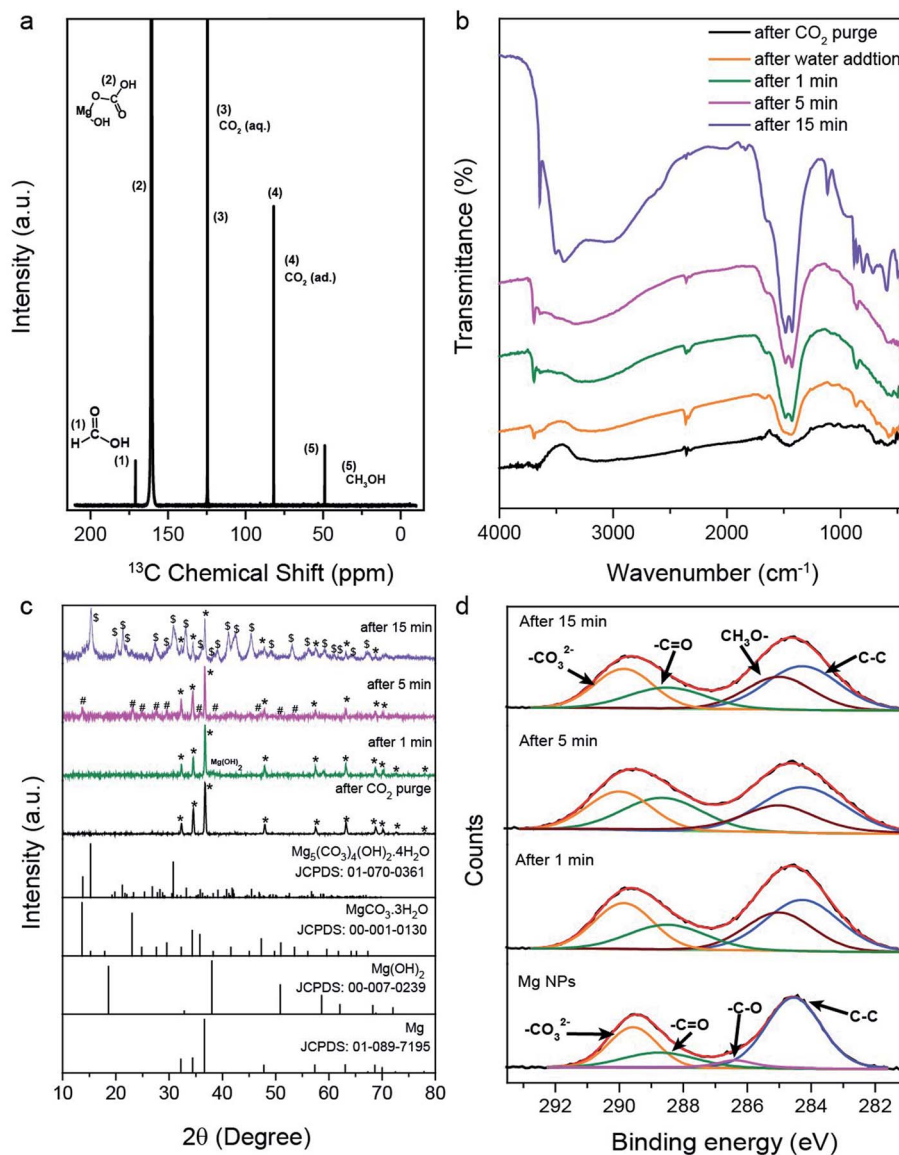 a
(2)
OH
O
C
Mg
O
OH
(2)
(3)
CO2 (aq.)
(3)
(4)
(4)
CO2 (ad.)
(1)
O
H
C
OH
(1)
(5)
(5)
CH3OH
Intensity (a.u.)
200 150 100 50 0
13C Chemical Shift (ppm)
b
after CO2 purge
after water addtion
after 1 min
after 5 min
after 15 min
Transmittance (%)
4000 3000 2000 1000
Wavenumber (cm-1)
c
after 15 min
$ $ $ $ $ $ $ $ * * * $ $ $ $ $ $ * $ $ * $ $ $ * $ $ *
after 5 min
# # # # # * * # * # # * # # * * * *
after 1 min
* * * Mg(OH)2 * * * * * * *
after CO2 purge
* * * * * * * * * *
Mg5(CO3)4(OH)2.4H2O
JCPDS: 01-070-0361
MgCO3.3H2O
JCPDS: 00-001-0130
Mg(OH)2
JCPDS: 00-007-0239
Mg
JCPDS: 01-089-7195
Intensity (a.u.)
10 20 30 40 50 60 70 80
2θ (Degree)
d
After 15 min
-CO3 2-
-C=O
CH3O-
C-C
After 5 min
After 1 min
Mg NPs
-CO3 2-
-C=O
-C-O
C-C
Counts
292 290 288 286 284 282
Binding energy (eV)